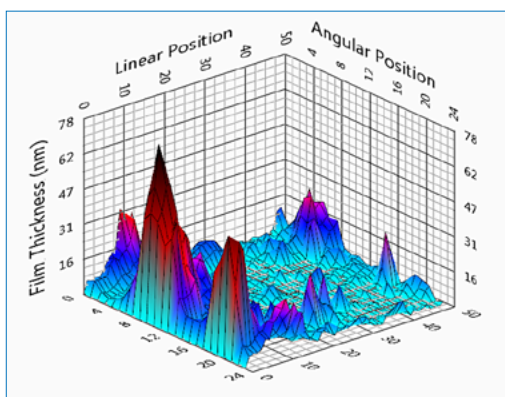 Linear Position
Angular Position
Film Thickness (nm)
0 10 20 30 40 50
4 8 12 16 20 24
78 62 47 31 16 0
78 62 47 31 16
4 8 12 16 20 24
0 10 20 30 40 50